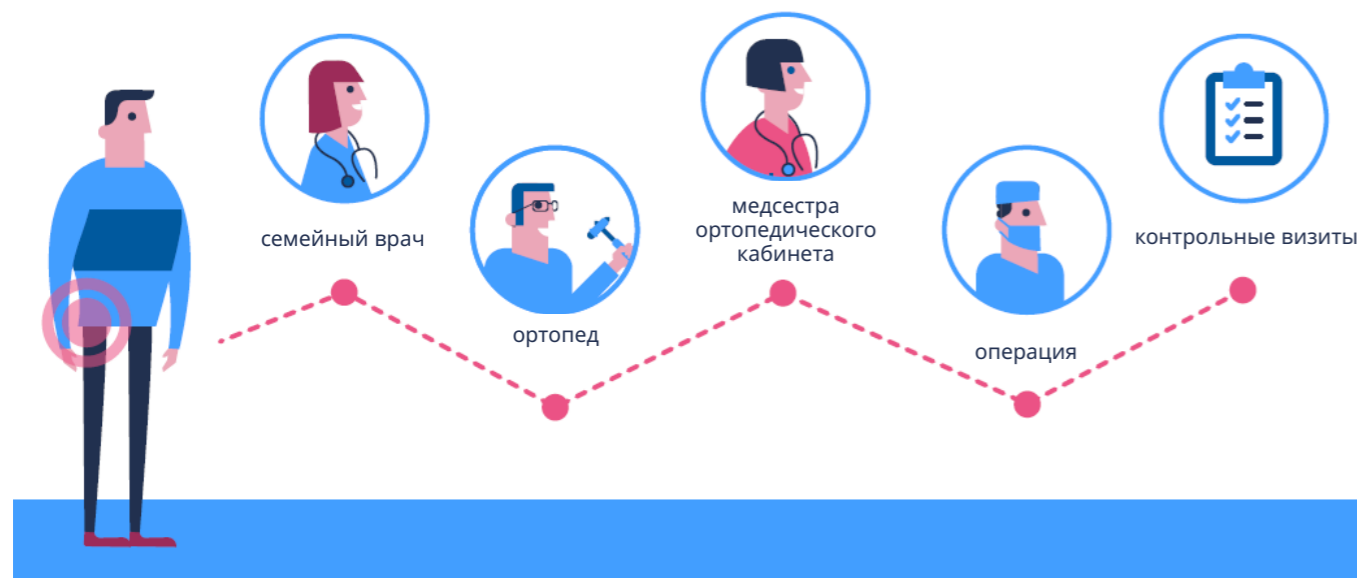 семейный врач
ортопед
медсестра
ортопедического
кабинета
операция
контрольные визиты